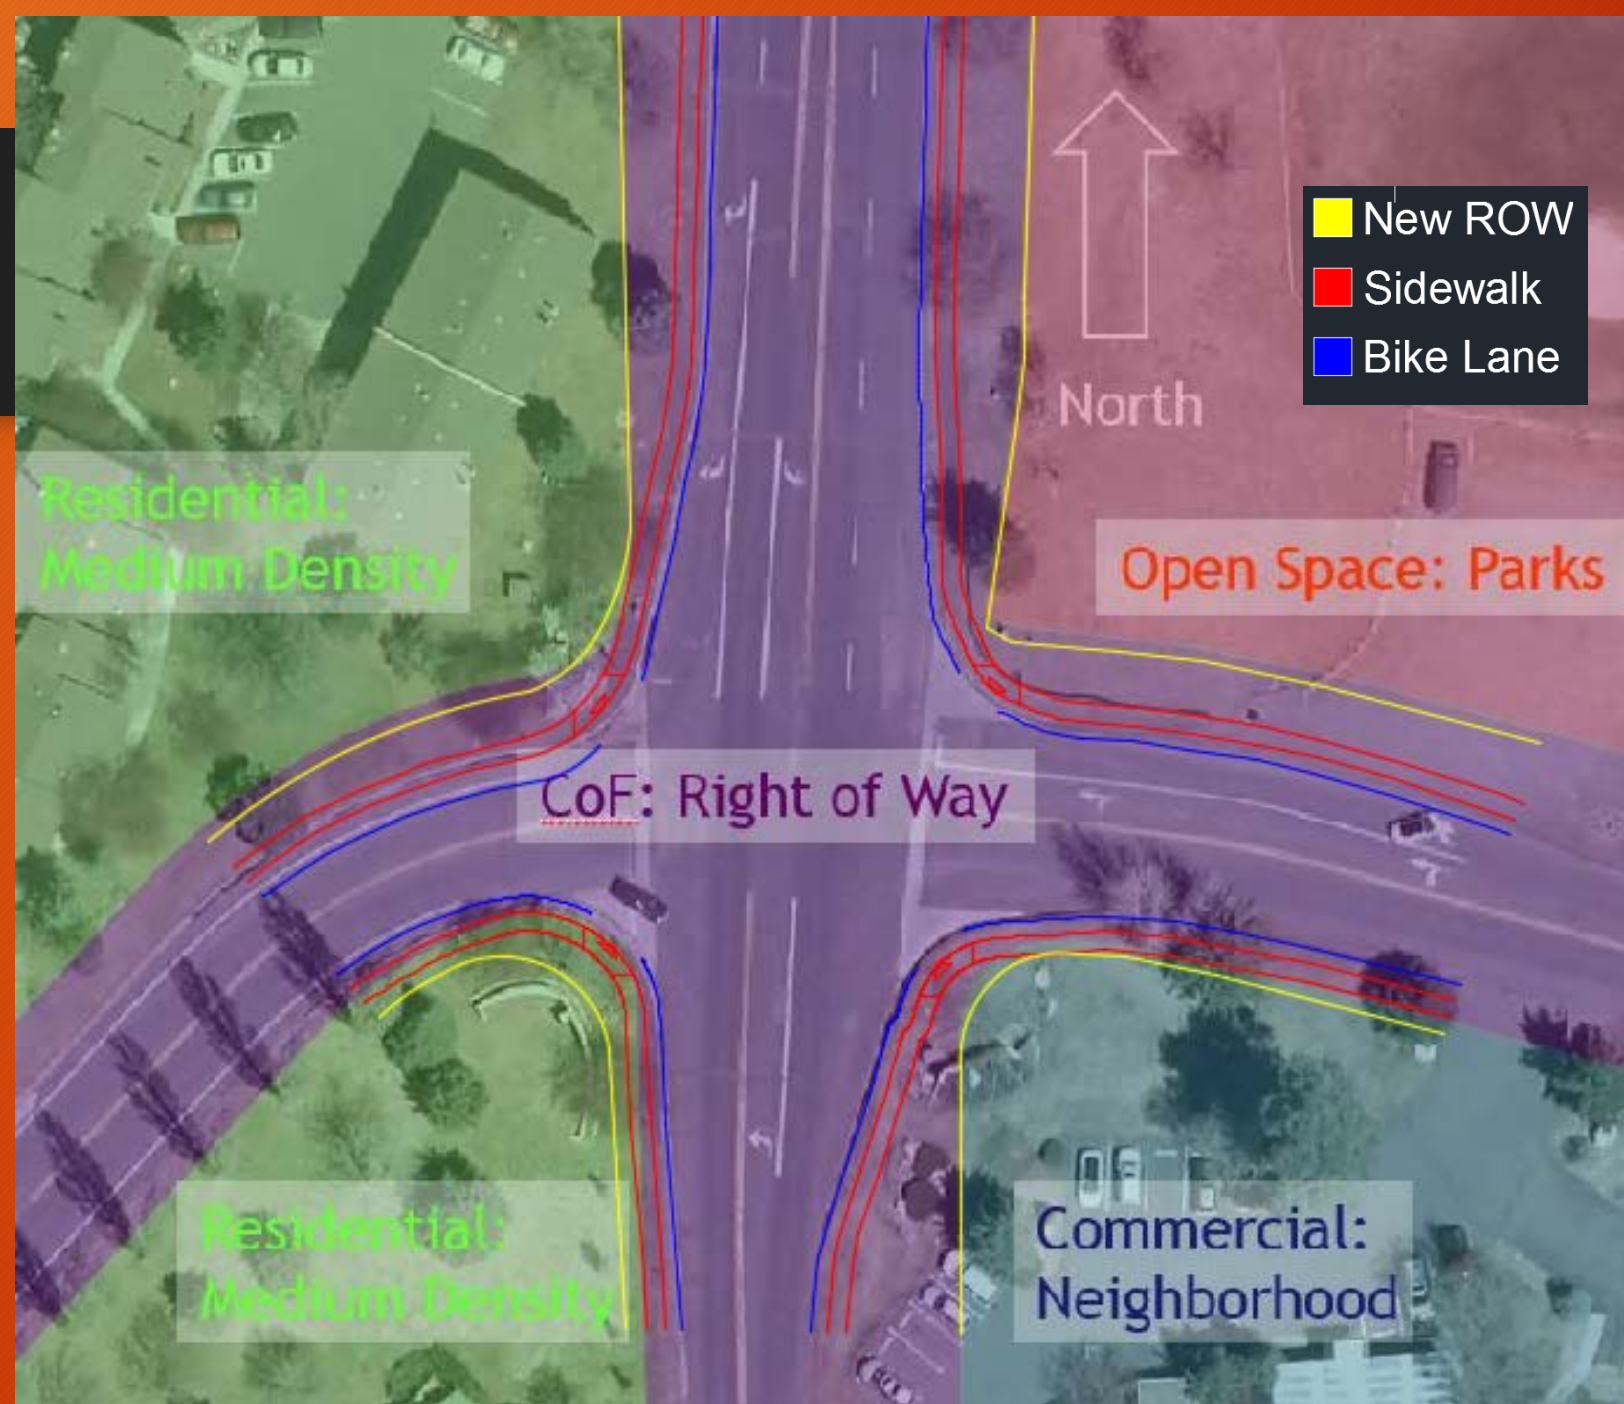 New ROW
Sidewalk
Bike Lane
North
Residential:
Medium Density
Open Space: Parks
CoF: Right of Way
Residential:
Medium Density
Commercial:
Neighborhood